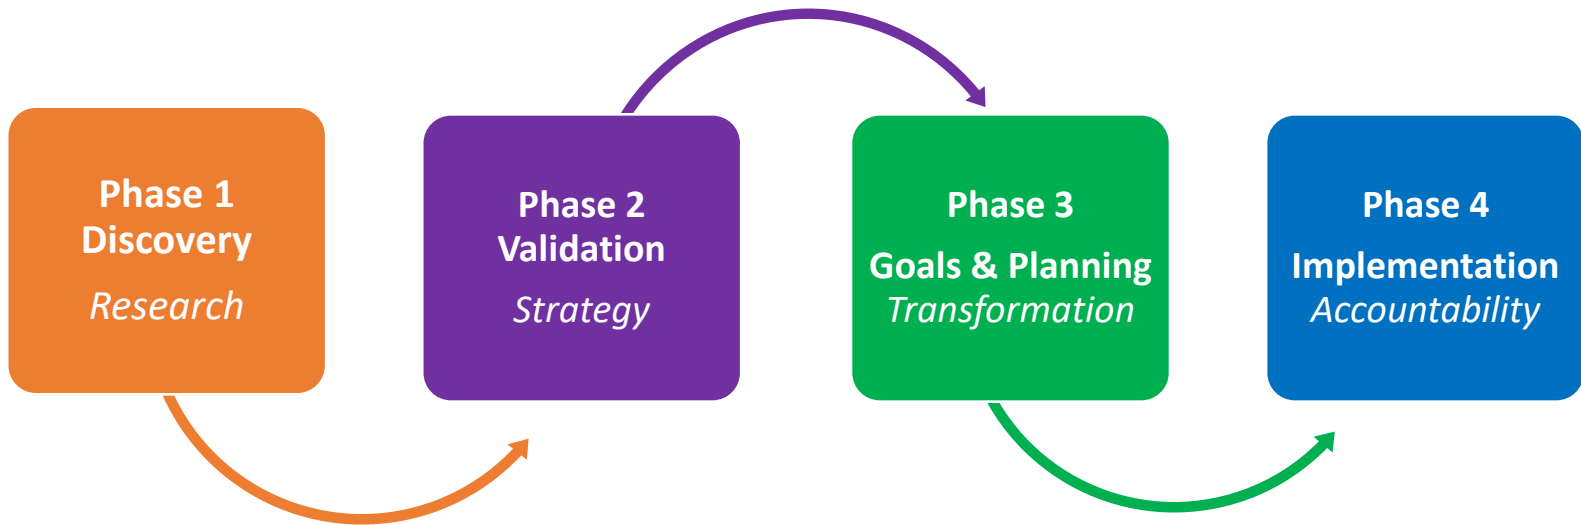 Phase 1
Discovery
Research
Phase 2
Validation
Strategy
Phase 3
Goals & Planning
Transformation
Phase 4
Implementation
Accountability